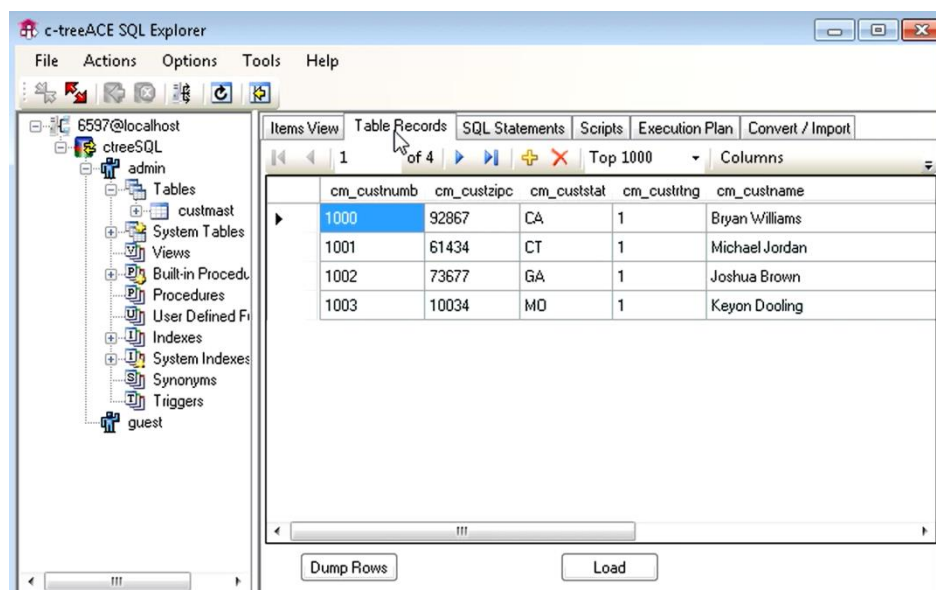 c-treeACE SQL Explorer
File Actions Options Tools Help
6597@localhost
ctreeSQL
admin
Tables
custmast
System Tables
Views
Built-in Procedu
Procedures
User Defined Fu
Indexes
System Indexes
Synonyms
Triggers
guest
Items View Table Records SQL Statements Scripts Execution Plan Convert / Import
1 of 4 Top 1000 Columns
cm_custnumb cm_custzipc cm_custstat cm_custrtng cm_custname
1000 92867 CA 1 Bryan Williams
1001 61434 CT 1 Michael Jordan
1002 73677 GA 1 Joshua Brown
1003 10034 MO 1 Keyon Dooling
Dump Rows Load